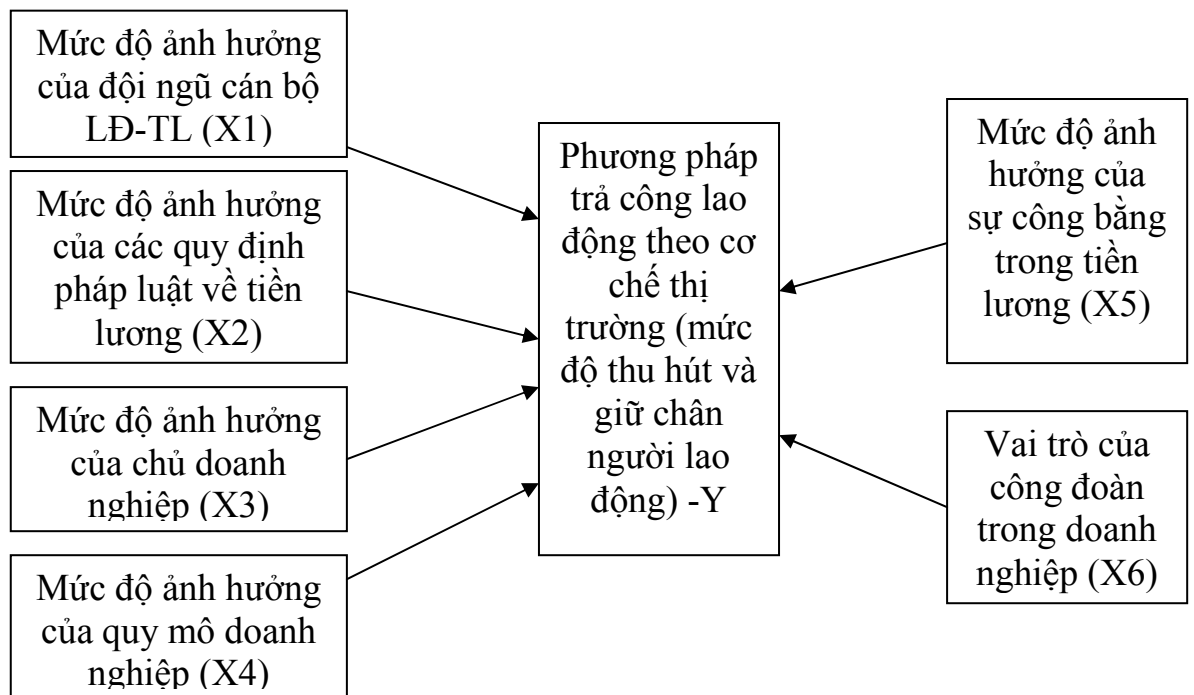 Mức độ ảnh hưởng
của đội ngũ cán bộ
LĐ-TL (X1)
Mức độ ảnh hưởng
của các quy định
pháp luật về tiền
lương (X2)
Mức độ ảnh hưởng
của chủ doanh
nghiệp (X3)
Mức độ ảnh hưởng
của quy mô doanh
nghiệp (X4)
Phương pháp
trả công lao
động theo cơ
chế thị
trường (mức
độ thu hút và
giữ chân
người lao
động) -Y
Mức độ ảnh
hưởng của
sự công bằng
trong tiền
lương (X5)
Vai trò của
công đoàn
trong doanh
nghiệp (X6)